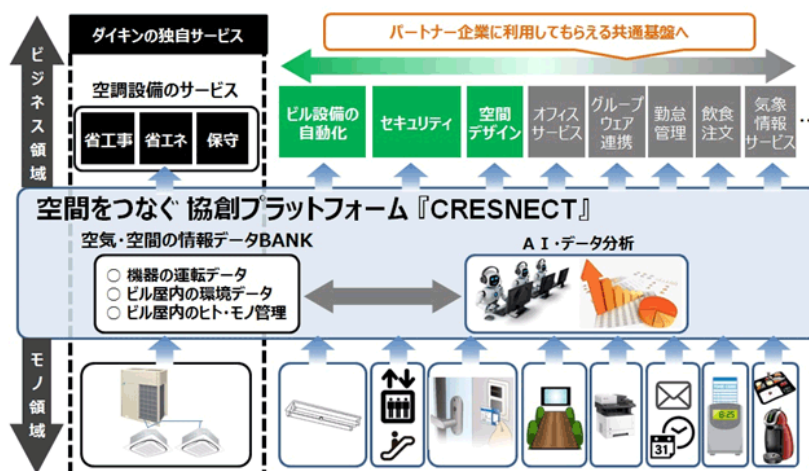 ビジネス領域
ダイキンの独自サービス
パートナー企業に利用してもらえる共通基盤へ
空調設備のサービス
省工事
省エネ
保守
ビル設備の
自動化
セキュリティ
空間
デザイン
オフィス
サービス
グループ
ウェア
連携
勤怠
管理
飲食
注文
気象
情報
サービス
…
空間をつなぐ 協創プラットフォーム『CRESNECT』
空気・空間の情報データBANK
○ 機器の運転データ
○ ビル屋内の環境データ
○ ビル屋内のヒト・モノ管理
AI・データ分析
モノ領域
31
8:25